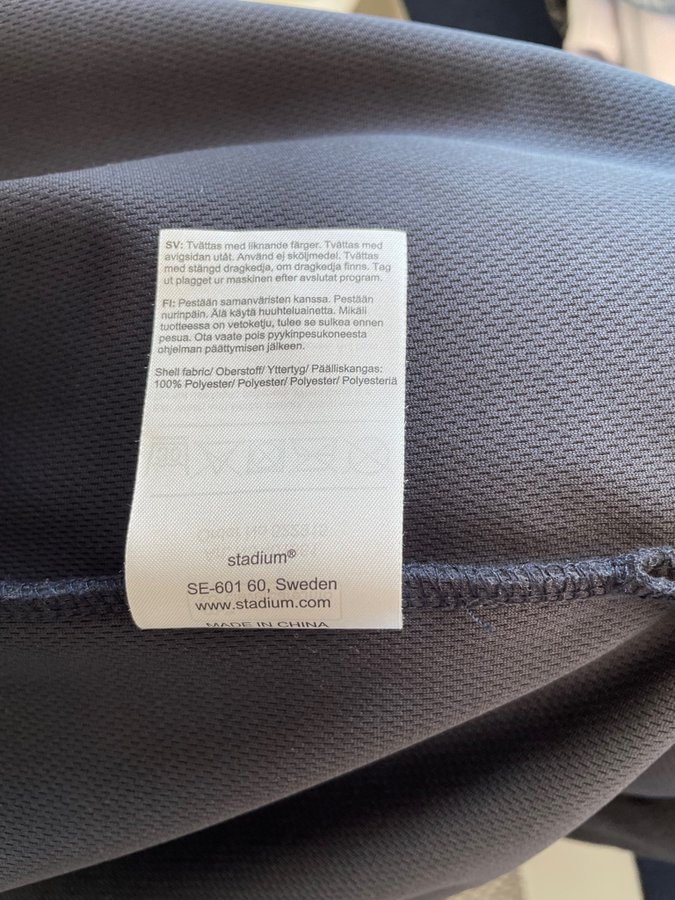 SV: Tvättas med liknande färger. Tvättas med
avigsidan utåt. Använd ej sköljmedel. Tvättas
med stängd dragkedja, om dragkedja finns. Tag
ut plagget ur maskinen efter avslutat program.
FI: Pestään samanväristen kanssa. Pestään
nurinpäin. Älä käytä huuhteluainetta. Mikäli
tuotteessa on vetoketju, tulee se sulkea ennen
pesua. Ota vaate pois pyykinpesukoneesta
ohjelman päättymisen jälkeen.
Shell fabric/ Oberstoff/ Yttertyg/ Päälliskangas:
100% Polyester/ Polyester/ Polyester/ Polyesteriä
stadium®
SE-601 60, Sweden
www.stadium.com
MADE IN CHINA